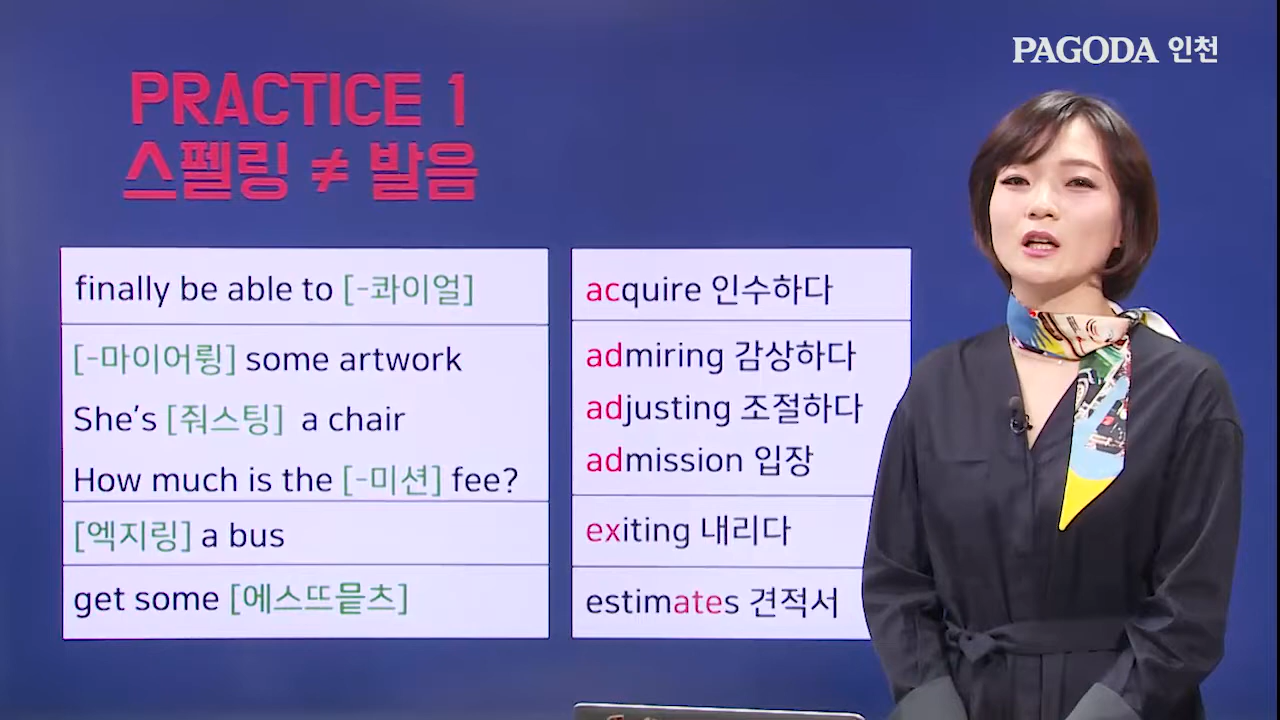 PAGODA 인천
PRACTICE 1
스펠링 ≠ 발음
finally be able to [-콰이얼]
[-마이어륑] some artwork
She's [줘스팅] a chair
How much is the [-미션] fee?
[엑지링] a bus
get some [에스뜨믙츠]
acquire 인수하다
admiring 감상하다
adjusting 조절하다
admission 입장
exiting 내리다
estimates 견적서